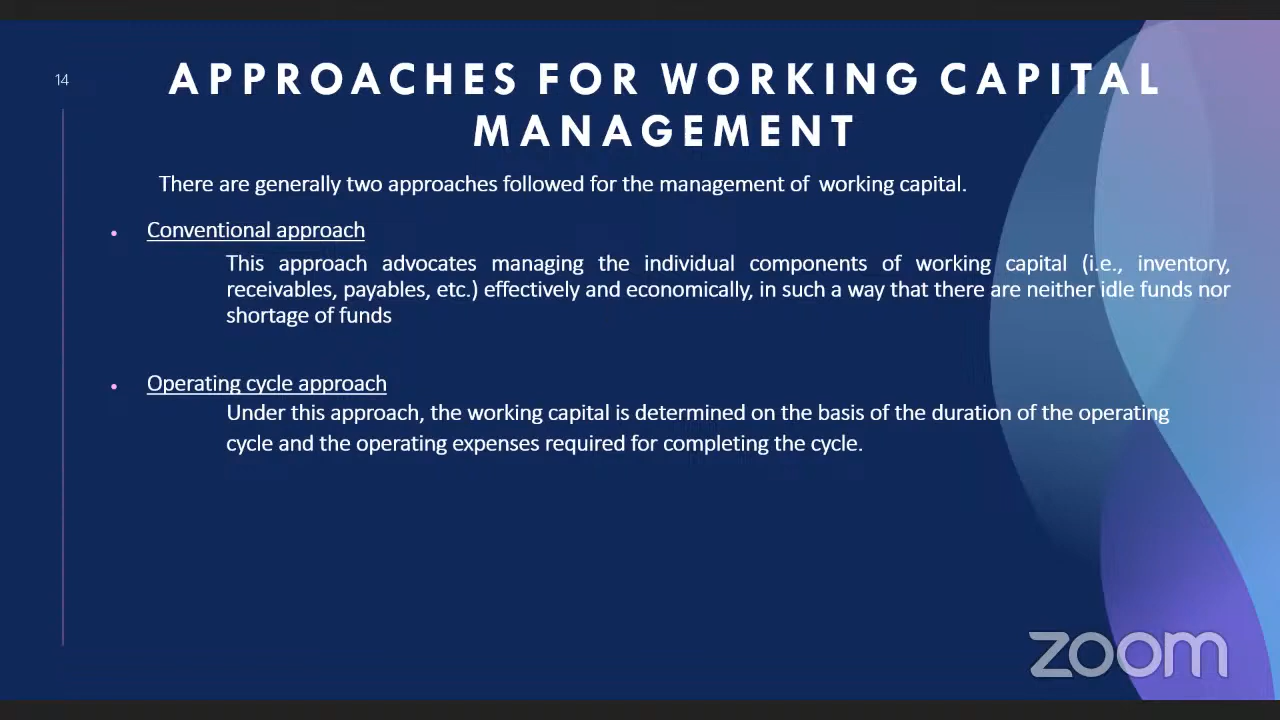 14
APPROACHES FOR WORKING CAPITAL
MANAGEMENT
There are generally two approaches followed for the management of working capital.
• Conventional approach
This approach advocates managing the individual components of working capital (i.e., inventory,
receivables, payables, etc.) effectively and economically, in such a way that there are neither idle funds nor
shortage of funds
• Operating cycle approach
Under this approach, the working capital is determined on the basis of the duration of the operating
cycle and the operating expenses required for completing the cycle.
zoom